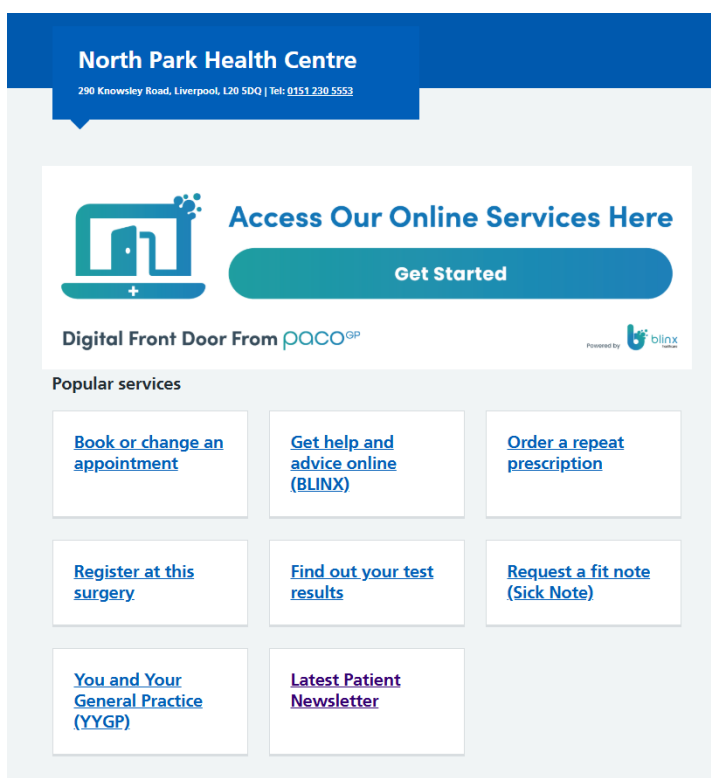 North Park Health Centre
290 Knowsley Road, Liverpool, L20 5DQ | Tel: 0151 230 5553
Access Our Online Services Here
Get Started
Digital Front Door From pacoGP
Powered by blinx
healthcare
Popular services
Book or change an
appointment
Get help and
advice online
(BLINX)
Order a repeat
prescription
Register at this
surgery
Find out your test
results
Request a fit note
(Sick Note)
You and Your
General Practice
(YYGP)
Latest Patient
Newsletter